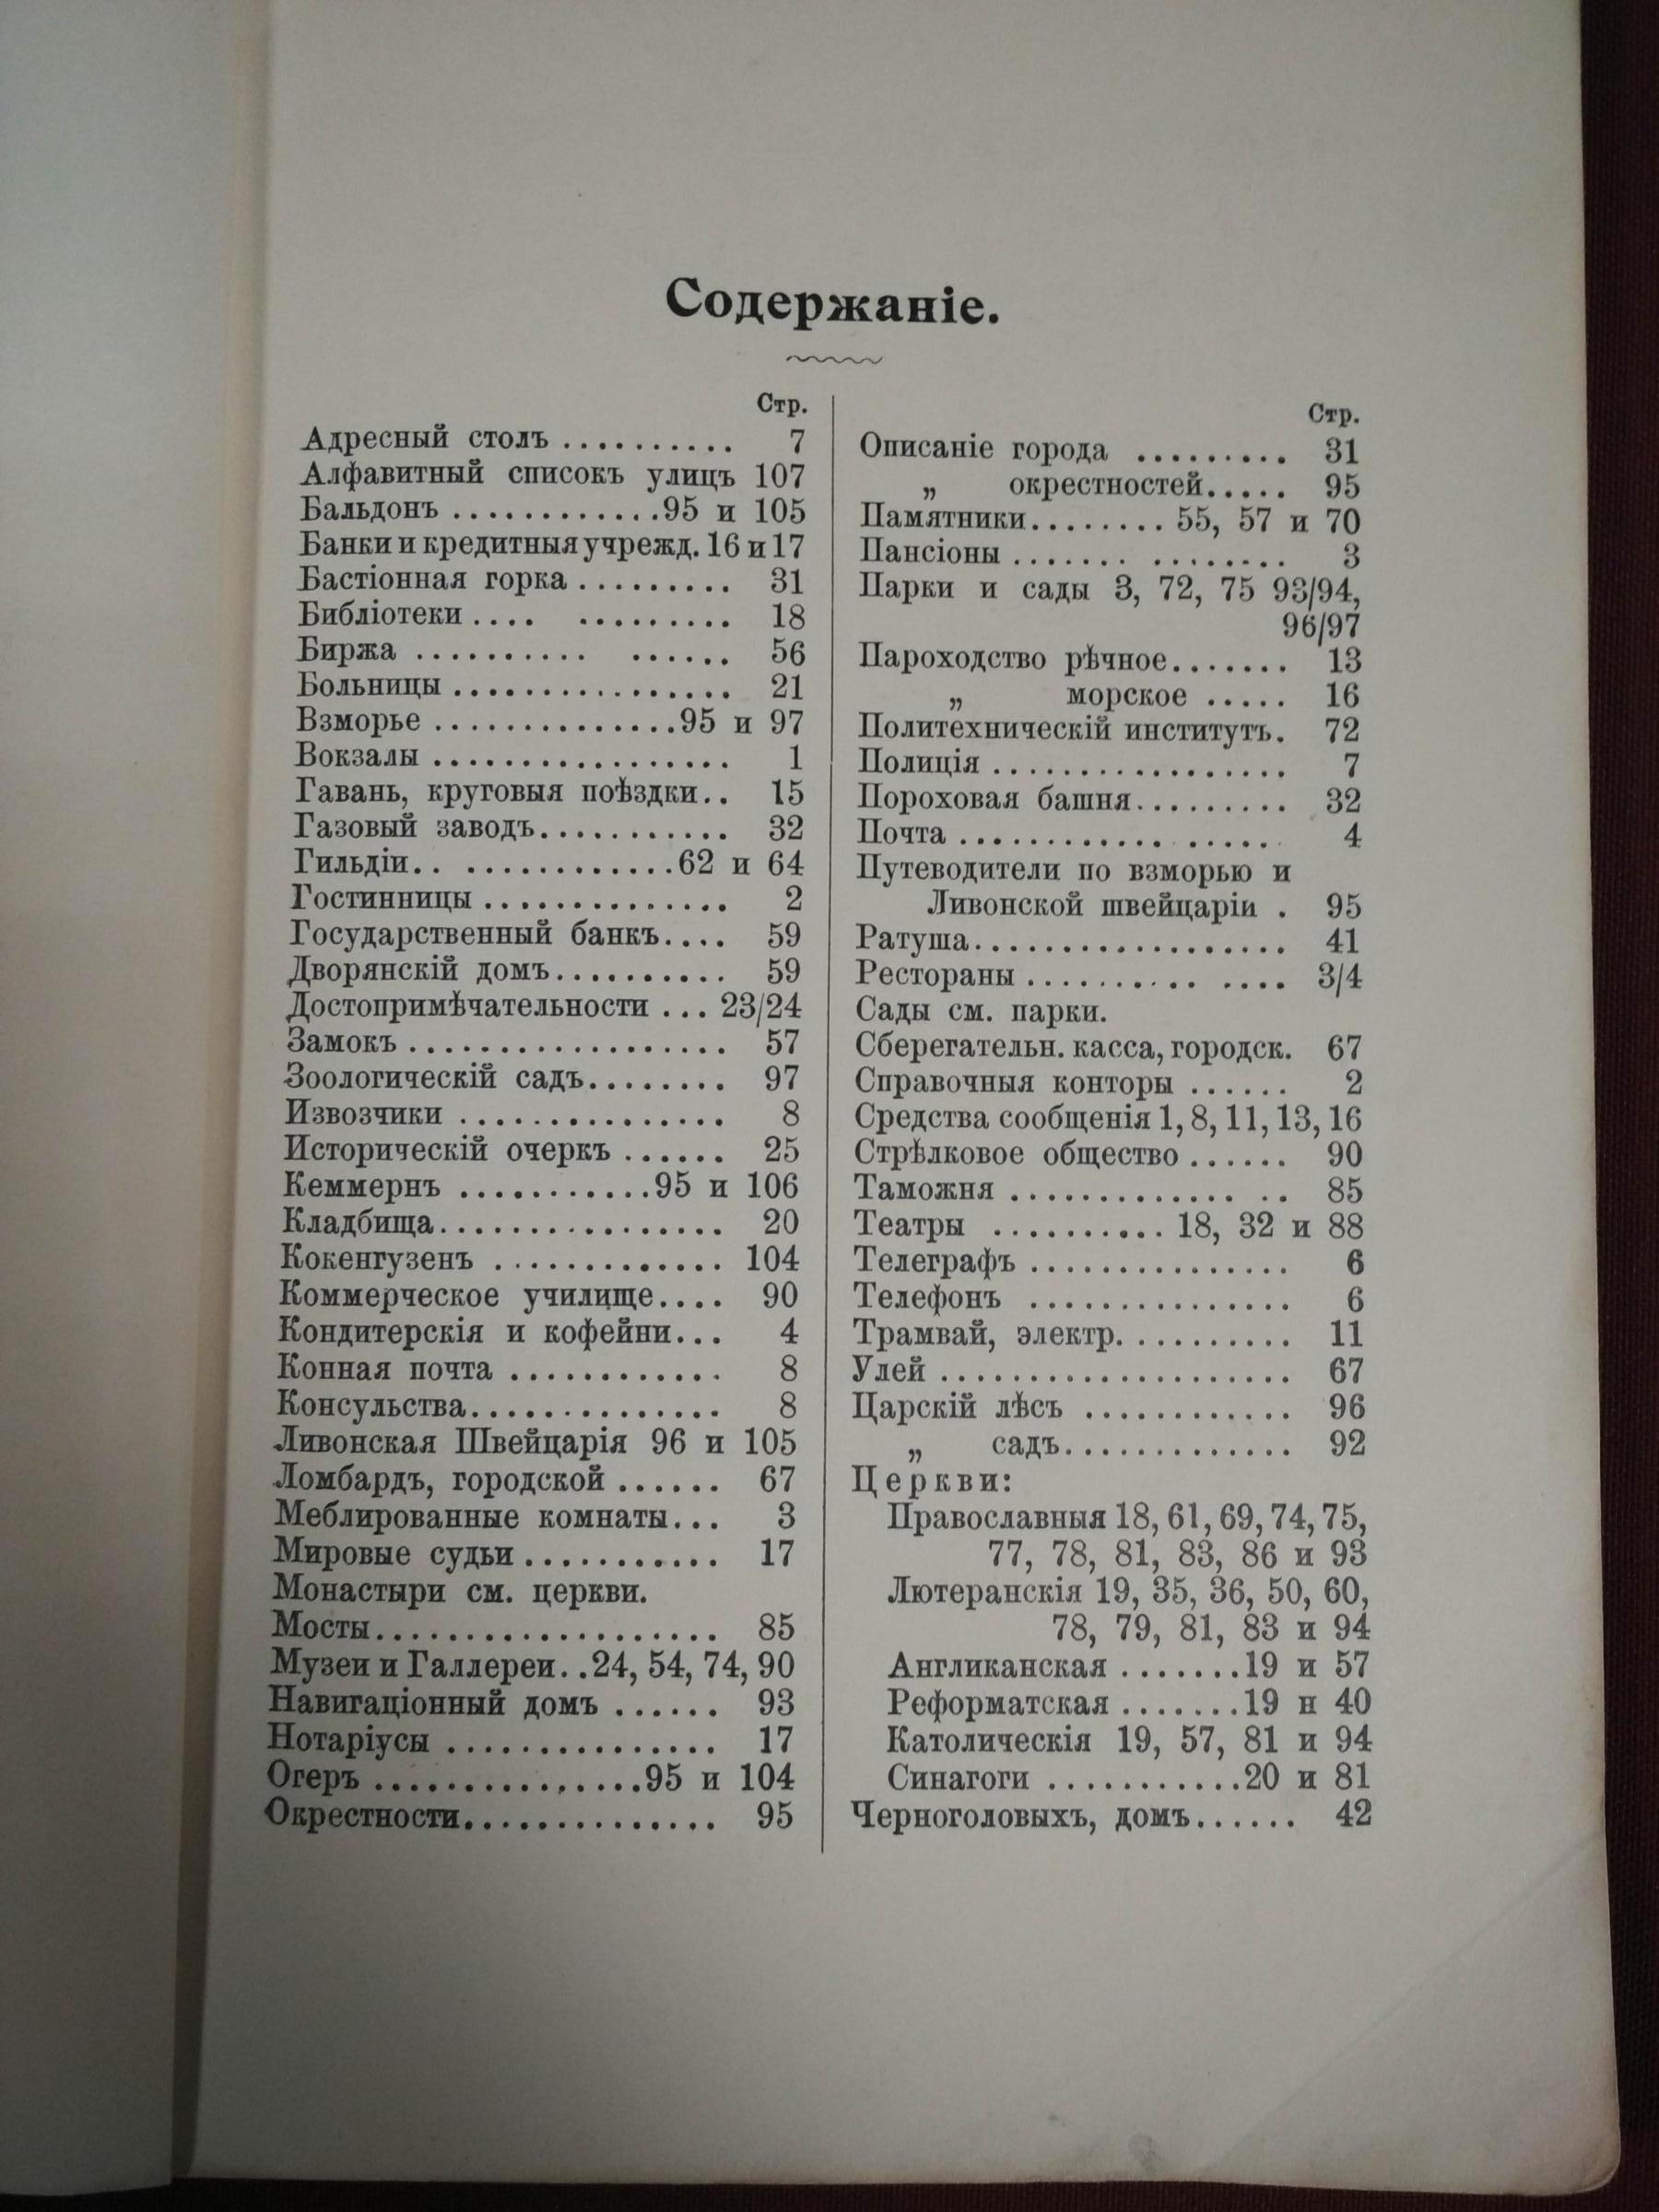 Содержаніе.
Стр.
Адресный столъ .......... 7
Алфавитный списокъ улицъ 107
Бальдонъ ............95 и 105
Банки и кредитныя учрежд. 16 и 17
Бастіонная горка ......... 31
Библіотеки .... ......... 18
Биржа .......... ...... 56
Больницы ................ 21
Взморье ..............95 и 97
Вокзалы ................. 1
Гавань, круговыя поѣздки.. 15
Газовый заводъ........... 32
Гильдіи.. ............62 и 64
Гостинницы .............. 2
Государственный банкъ.... 59
Дворянскій домъ.......... 59
Достопримѣчательности ... 23/24
Замокъ .................. 57
Зоологическій садъ........ 97
Извозчики ............... 8
Историческій очеркъ ...... 25
Кеммернъ ...........95 и 106
Кладбища................ 20
Кокенгузенъ ............. 104
Коммерческое училище.... 90
Кондитерскія и кофейни... 4
Конная почта ............ 8
Консульства.............. 8
Ливонская Швейцарія 96 и 105
Ломбардъ, городской ...... 67
Меблированные комнаты... 3
Мировые судьи ........... 17
Монастыри см. церкви.
Мосты................... 85
Музеи и Галлереи..24, 54, 74, 90
Навигаціонный домъ ...... 93
Нотаріусы ............... 17
Огеръ ...............95 и 104
Окрестности.............. 95
Стр.
Описаніе города ......... 31
„ окрестностей..... 95
Памятники........ 55, 57 и 70
Пансіоны ....... ........ 3
Парки и сады 3, 72, 75 93/94,
96/97
Пароходство рѣчное....... 13
„ морское ..... 16
Политехническій институтъ. 72
Полиція ................. 7
Пороховая башня......... 32
Почта ............ ...... 4
Путеводители по взморью и
Ливонской швейцаріи . 95
Ратуша.................. 41
Рестораны .......... .... 3/4
Сады см. парки.
Сберегательн. касса, городск. 67
Справочныя конторы ...... 2
Средства сообщенія 1, 8, 11, 13, 16
Стрѣлковое общество ...... 90
Таможня ............. .. 85
Театры .......... 18, 32 и 88
Телеграфъ ............... 6
Телефонъ ............... 6
Трамвай, электр. ......... 11
Улей .................... 67
Царскій лѣсъ ............ 96
„ садъ............. 92
Церкви:
Православныя 18, 61, 69, 74, 75,
77, 78, 81, 83, 86 и 93
Лютеранскія 19, 35, 36, 50, 60,
78, 79, 81, 83 и 94
Англиканская .......19 и 57
Реформатская .......19 и 40
Католическія 19, 57, 81 и 94
Синагоги ...........20 и 81
Черноголовыхъ, домъ...... 42